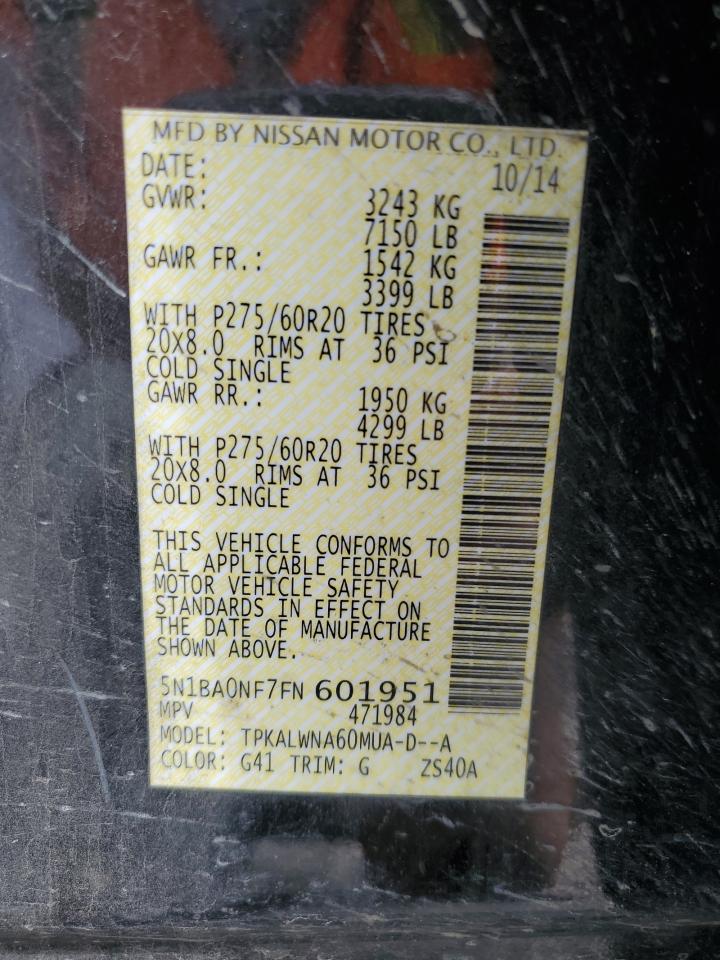 MFD BY NISSAN MOTOR CO., LTD.
DATE: 10/14
GVWR: 3243 KG
7150 LB
GAWR FR.: 1542 KG
3399 LB
WITH P275/60R20 TIRES
20X8.0 RIMS AT 36 PSI
COLD SINGLE
GAWR RR.: 1950 KG
4299 LB
WITH P275/60R20 TIRES
20X8.0 RIMS AT 36 PSI
COLD SINGLE
THIS VEHICLE CONFORMS TO
ALL APPLICABLE FEDERAL
MOTOR VEHICLE SAFETY
STANDARDS IN EFFECT ON
THE DATE OF MANUFACTURE
SHOWN ABOVE.
5N1BA0NF7FN 601951
MPV 471984
MODEL: TPKALWNA60MUA-D--A
COLOR: G41 TRIM: G ZS40A